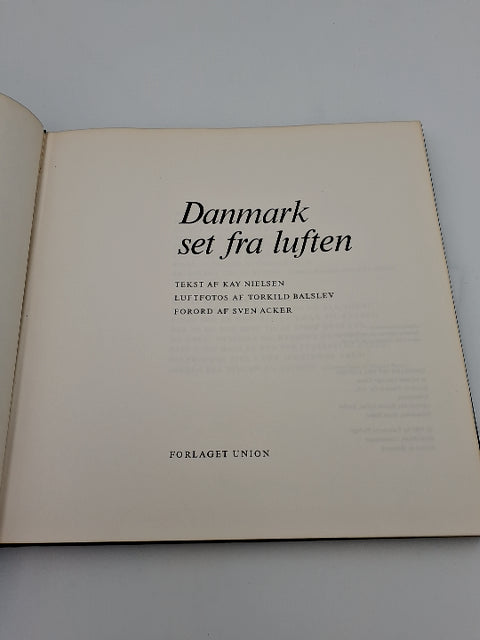 Danmark
set fra luften
TEKST AF KAY NIELSEN
LUFTFOTOS AF TORKILD BALSLEV
FORORD AF SVEN ACKER
FORLAGET UNION